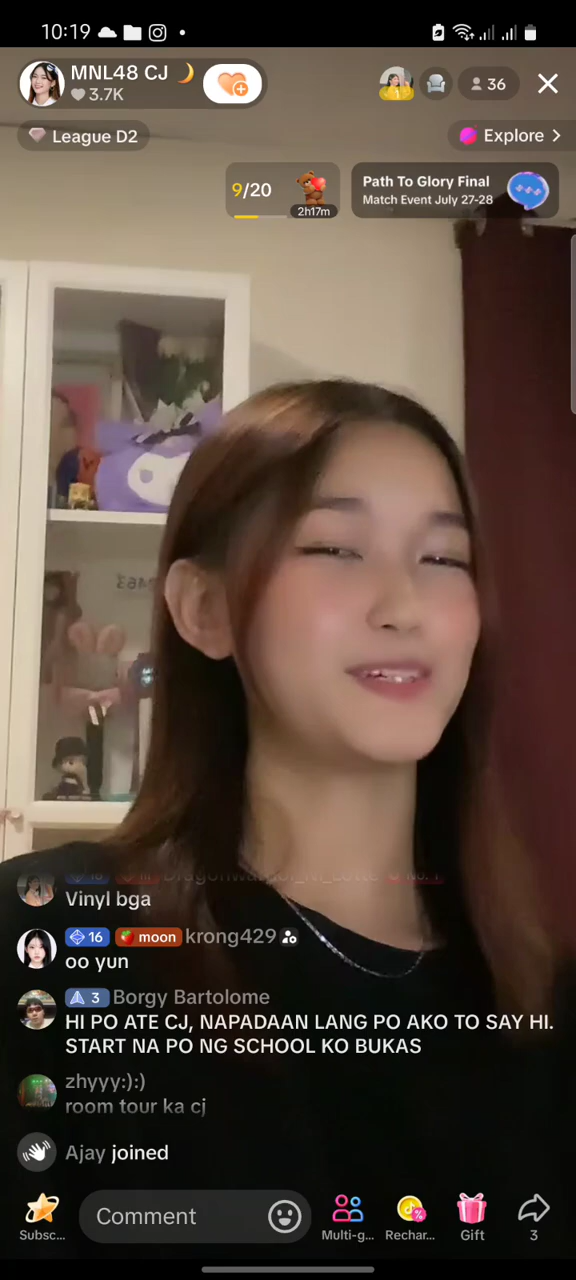 10:19
MNL48 CJ
3.7K
36
League D2
Explore
9/20
2h17m
Path To Glory Final
Match Event July 27-28
Vinyl bga
16 moon krong429
oo yun
3 Borgy Bartolome
HI PO ATE CJ, NAPADAAN LANG PO AKO TO SAY HI.
START NA PO NG SCHOOL KO BUKAS
zhyyy:):)
room tour ka cj
Ajay joined
Comment
Subsc...
Multi-g...
Rechar...
Gift
3